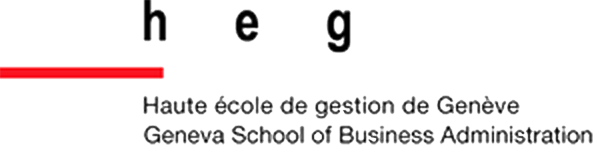 h e g
Haute école de gestion de Genève
Geneva School of Business Administration